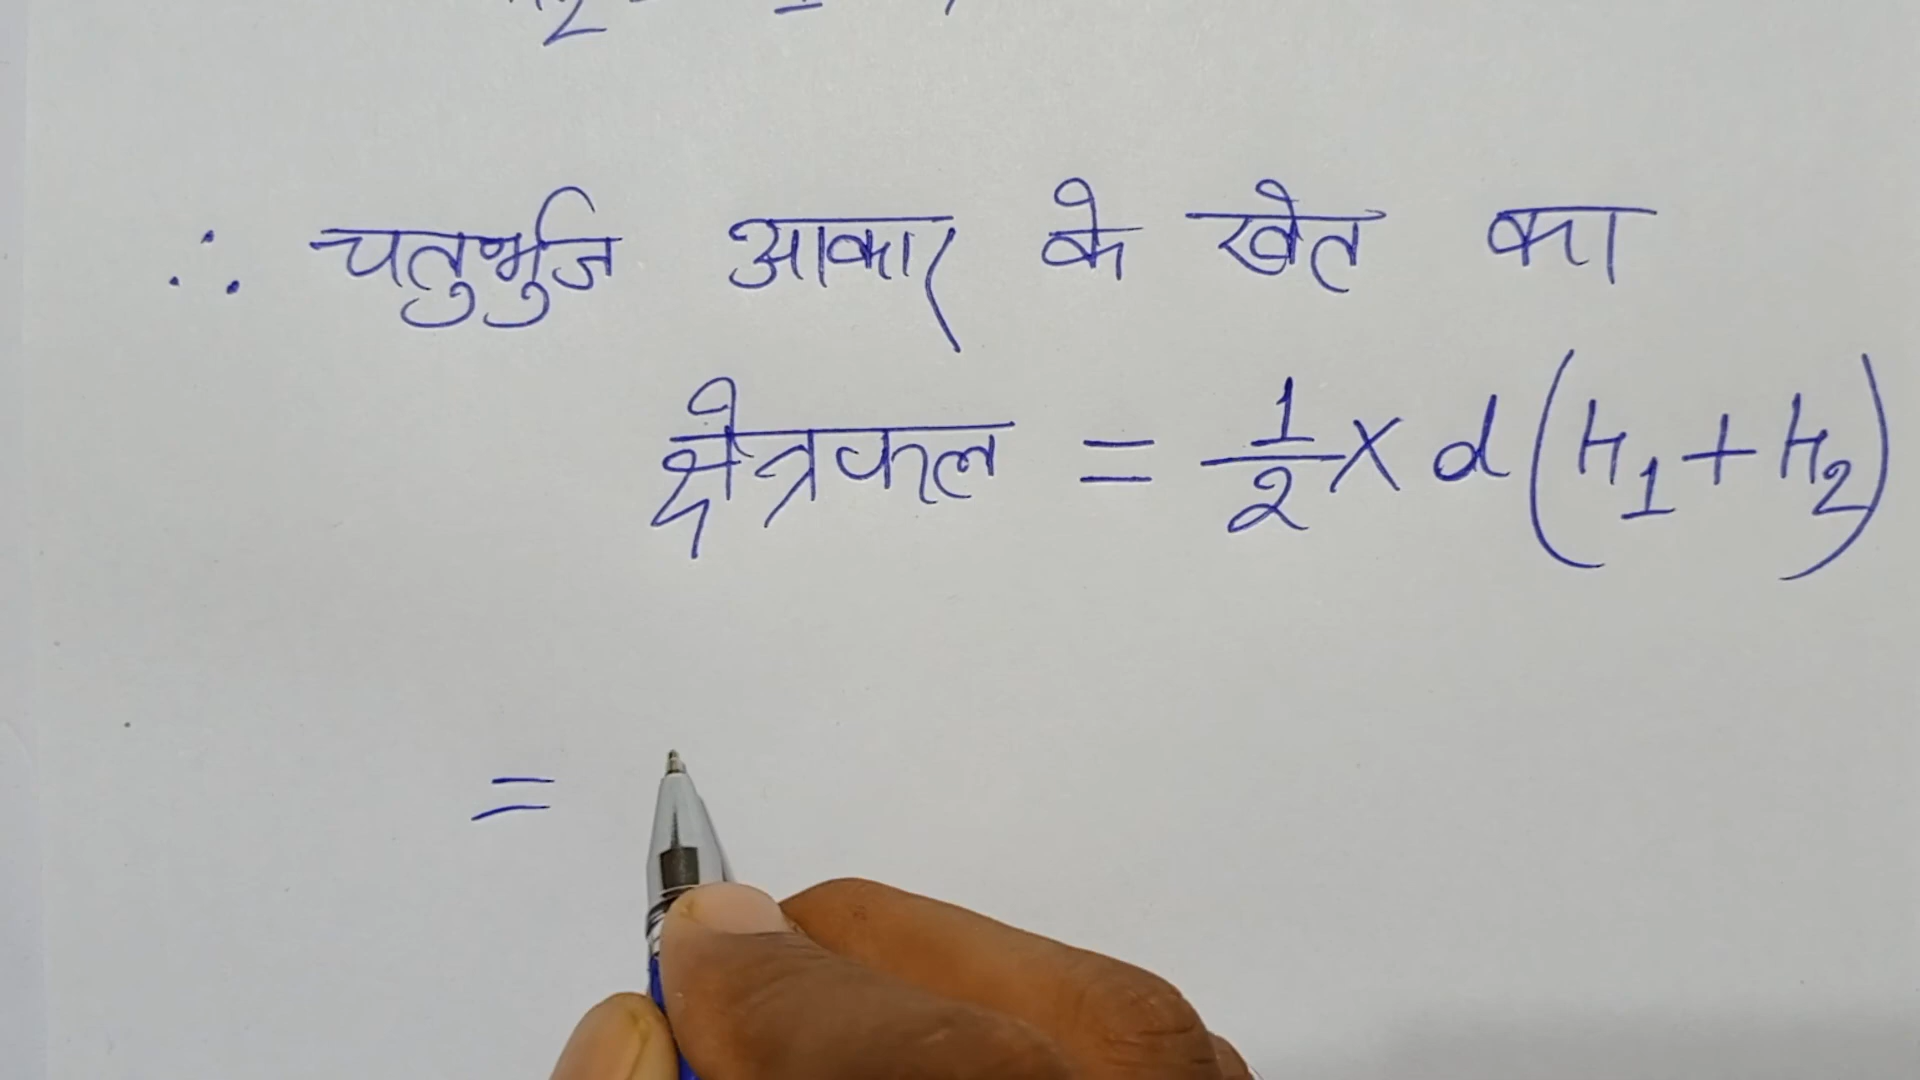 ∴ चतुर्भुज आकार के खेत का
क्षेत्रफल = 1/2 × d (H₁ + H₂)
=